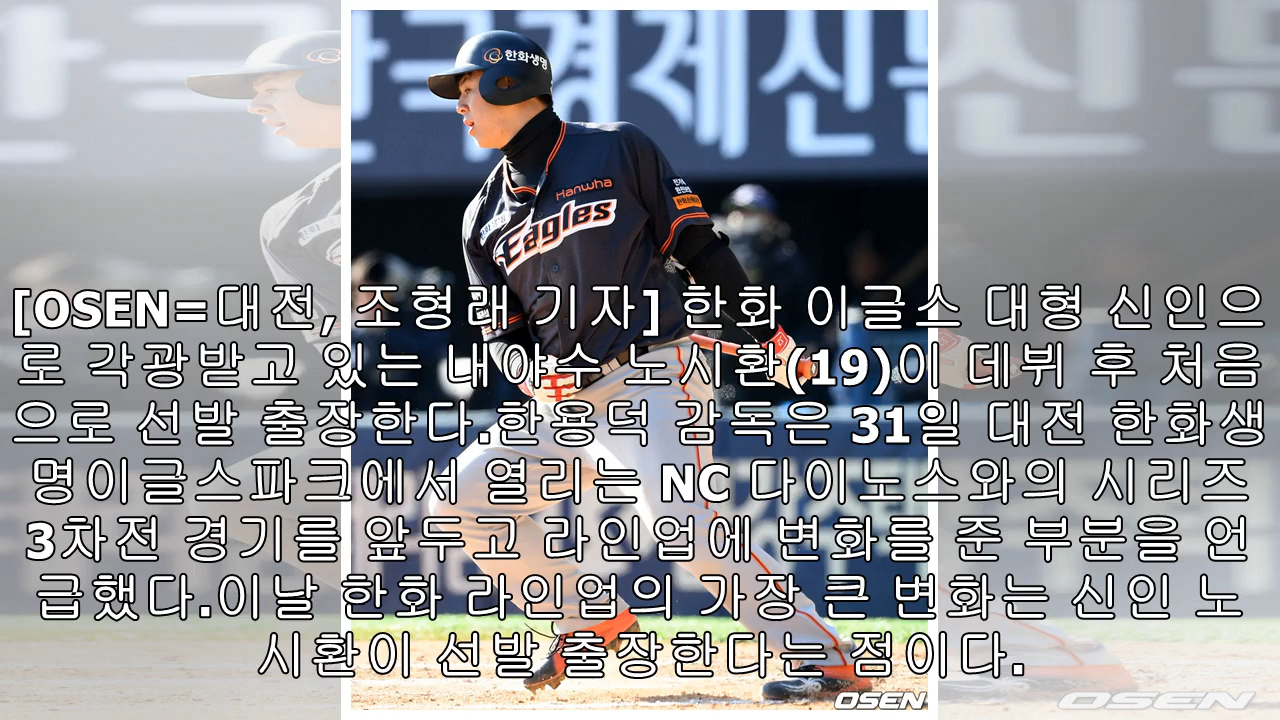 한국경제신문
한화생명
Hanwha
Eagles
[OSEN=대전, 조형래 기자] 한화 이글스 대형 신인으
로 각광받고 있는 내야수 노시환(19)이 데뷔 후 처음
으로 선발 출장한다.한용덕 감독은 31일 대전 한화생
명이글스파크에서 열리는 NC 다이노스와의 시리즈
3차전 경기를 앞두고 라인업에 변화를 준 부분을 언
급했다.이날 한화 라인업의 가장 큰 변화는 신인 노
시환이 선발 출장한다는 점이다.
OSEN
OSEN